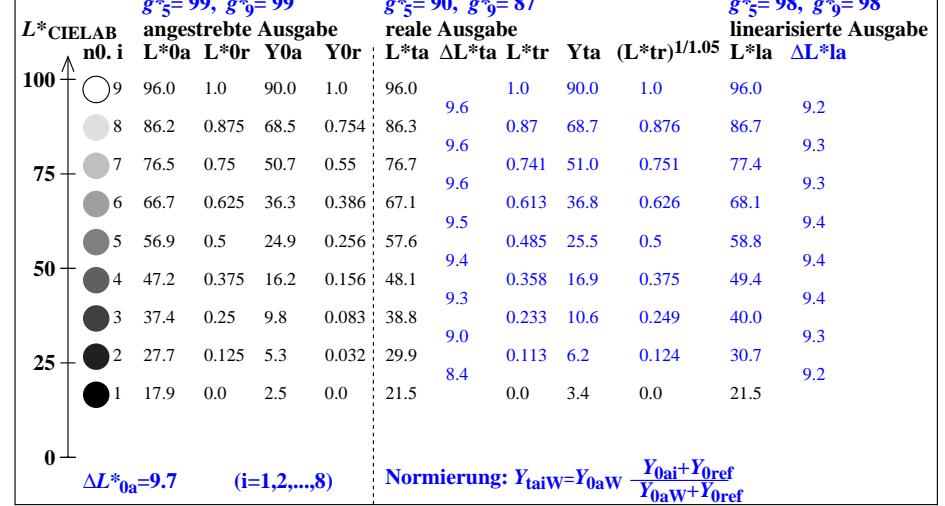 g*5= 99, g*9= 99 g*5= 90, g*9= 87 g*5= 98, g*9= 98
L*CIELAB angestrebte Ausgabe reale Ausgabe linearisierte Ausgabe
n0. i L*0a L*0r Y0a Y0r L*ta ΔL*ta L*tr Yta (L*tr)1/1.05 L*la ΔL*la
100 9 96.0 1.0 90.0 1.0 96.0 1.0 90.0 1.0 96.0
9.6 9.2
8 86.2 0.875 68.5 0.754 86.3 0.87 68.7 0.876 86.7
9.6 9.3
75 7 76.5 0.75 50.7 0.55 76.7 0.741 51.0 0.751 77.4
9.6 9.3
6 66.7 0.625 36.3 0.386 67.1 0.613 36.8 0.626 68.1
9.5 9.4
5 56.9 0.5 24.9 0.256 57.6 0.485 25.5 0.5 58.8
9.4 9.4
50 4 47.2 0.375 16.2 0.156 48.1 0.358 16.9 0.375 49.4
9.3 9.4
3 37.4 0.25 9.8 0.083 38.8 0.233 10.6 0.249 40.0
9.0 9.3
25 2 27.7 0.125 5.3 0.032 29.9 0.113 6.2 0.124 30.7
8.4 9.2
1 17.9 0.0 2.5 0.0 21.5 0.0 3.4 0.0 21.5
0
ΔL*0a=9.7 (i=1,2,...,8) Normierung: YtaiW=Y0aW Y0ai+Y0ref
Y0aW+Y0ref